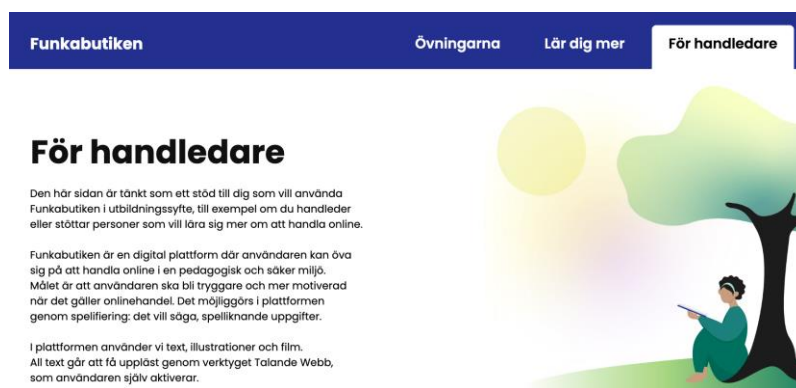 Funkabutiken
Övningarna
Lär dig mer
För handledare
För handledare
Den här sidan är tänkt som ett stöd till dig som vill använda
Funkabutiken i utbildningssyfte, till exempel om du handleder
eller stöttar personer som vill lära sig mer om att handla online.
Funkabutiken är en digital plattform där användaren kan öva
sig på att handla online i en pedagogisk och säker miljö.
Målet är att användaren ska bli tryggare och mer motiverad
när det gäller onlinehandel. Det möjliggörs i plattformen
genom spelifiering: det vill säga, spelliknande uppgifter.
I plattformen använder vi text, illustrationer och film.
All text går att få uppläst genom verktyget Talande Webb,
som användaren själv aktiverar.